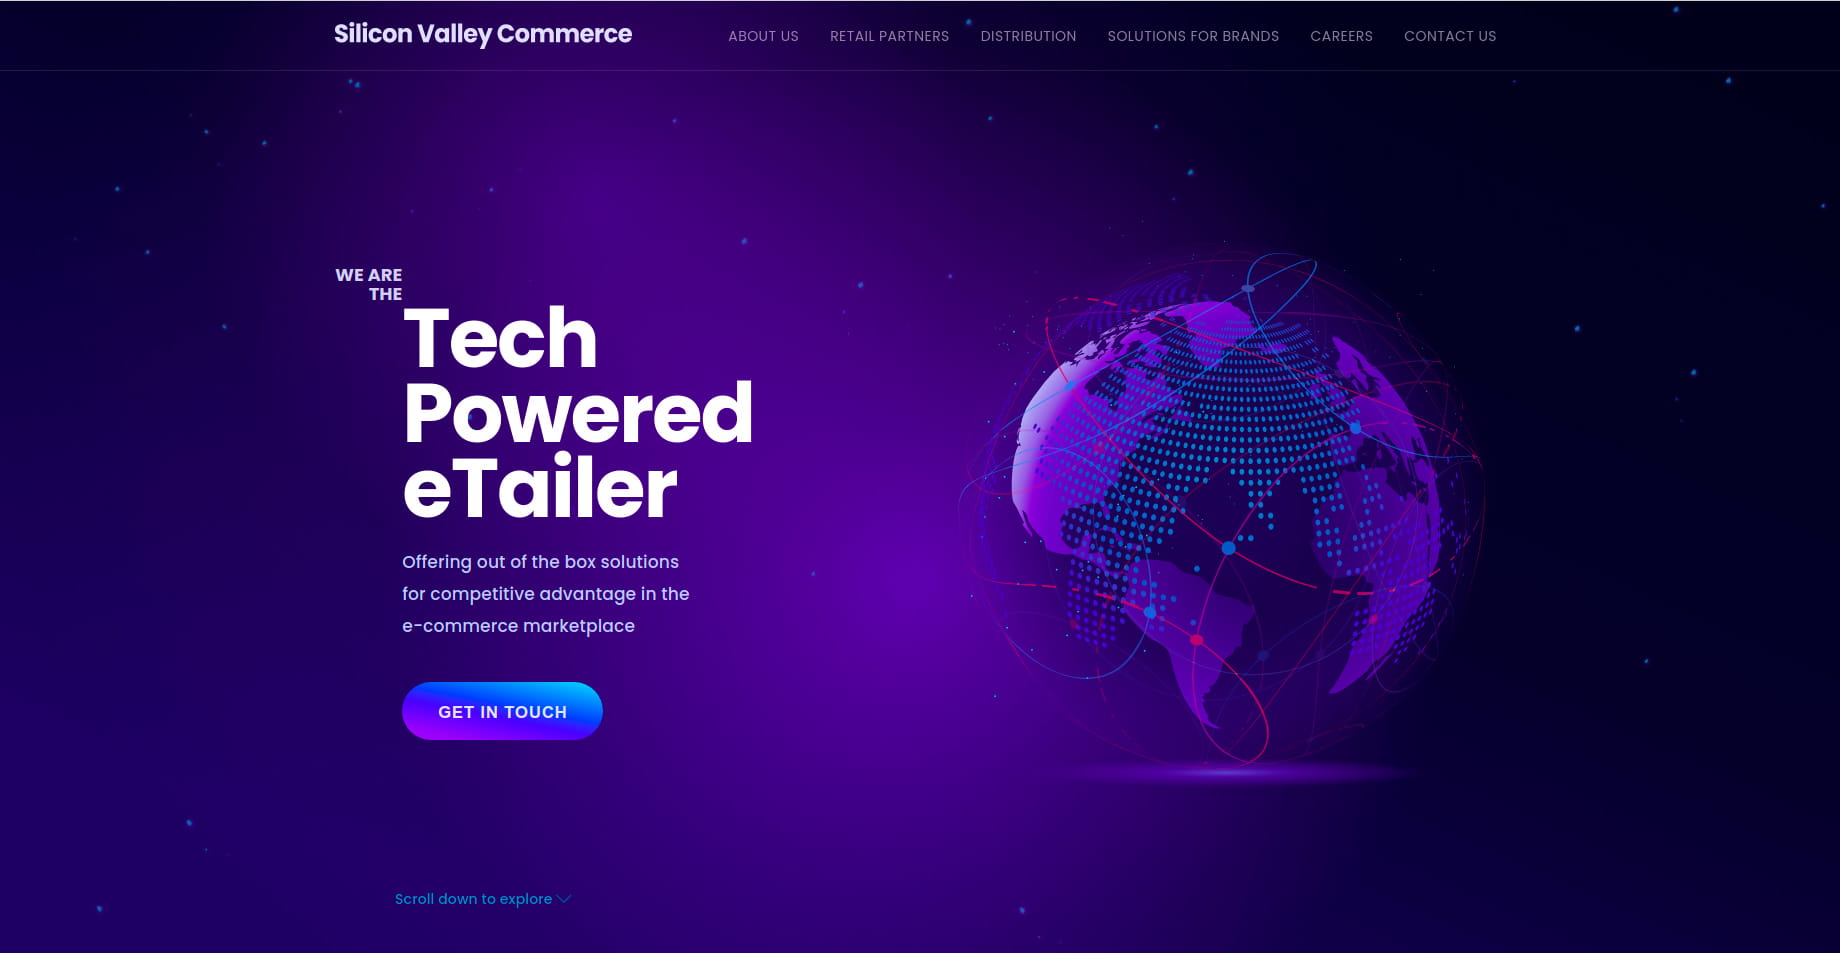 Silicon Valley Commerce
ABOUT US RETAIL PARTNERS DISTRIBUTION SOLUTIONS FOR BRANDS CAREERS CONTACT US
WE ARE
THE
Tech
Powered
eTailer
Offering out of the box solutions
for competitive advantage in the
e-commerce marketplace
GET IN TOUCH
Scroll down to explore